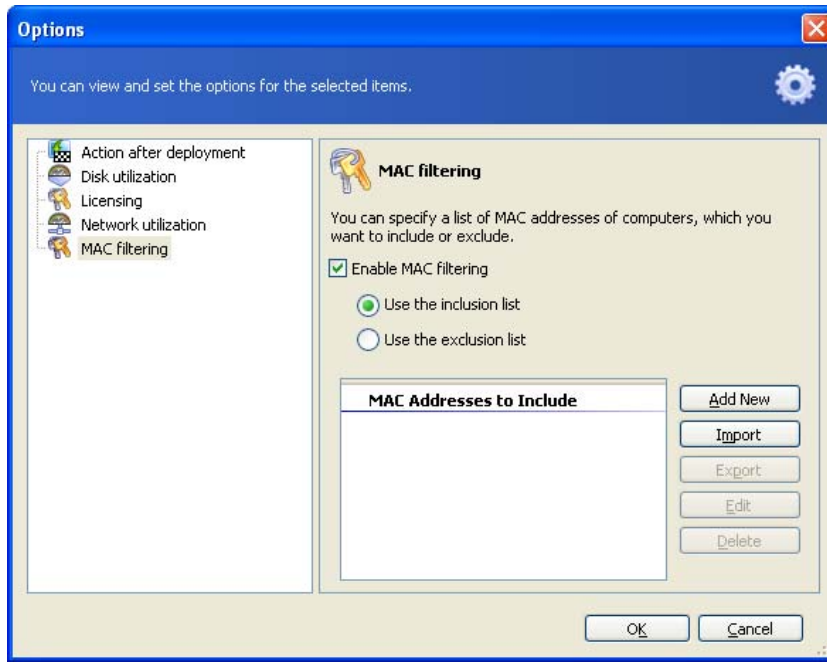 Options
You can view and set the options for the selected items.
Action after deployment
Disk utilization
Licensing
Network utilization
MAC filtering
MAC filtering
You can specify a list of MAC addresses of computers, which you
want to include or exclude.
Enable MAC filtering
Use the inclusion list
Use the exclusion list
MAC Addresses to Include
Add New
Import
Export
Edit
Delete
OK
Cancel